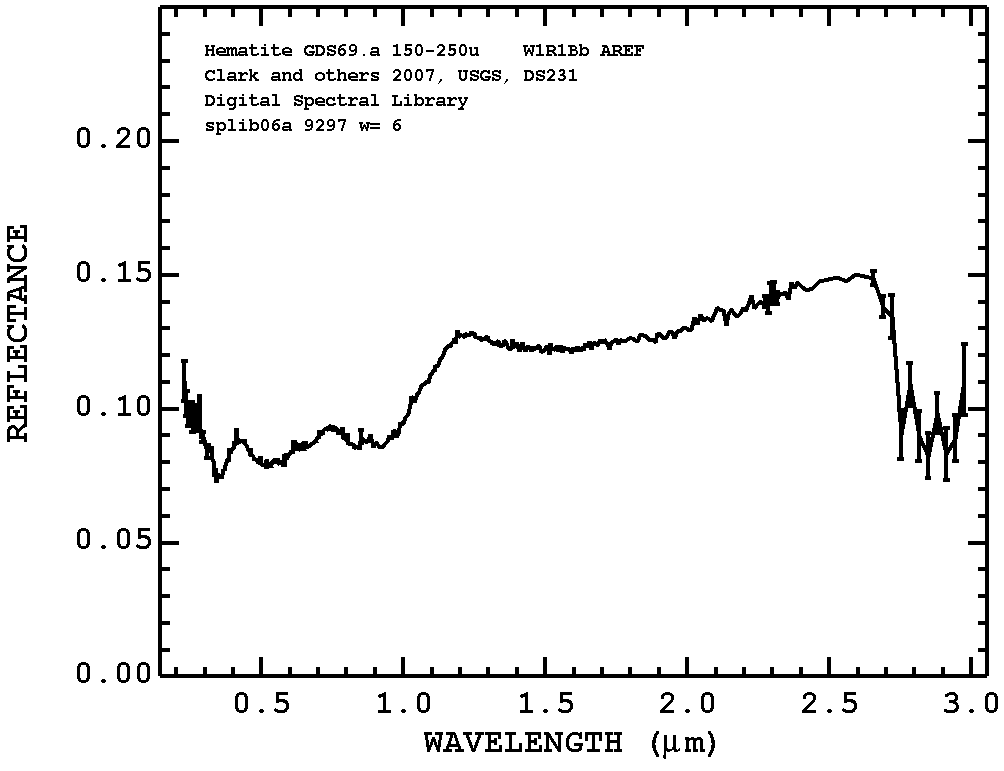 Hematite GDS69.a 150-250u W1R1Bb AREF
Clark and others 2007, USGS, DS231
Digital Spectral Library
splib06a 9297 w= 6
REFLECTANCE
0.20
0.15
0.10
0.05
0.00
0.5 1.0 1.5 2.0 2.5 3.0
WAVELENGTH (μm)